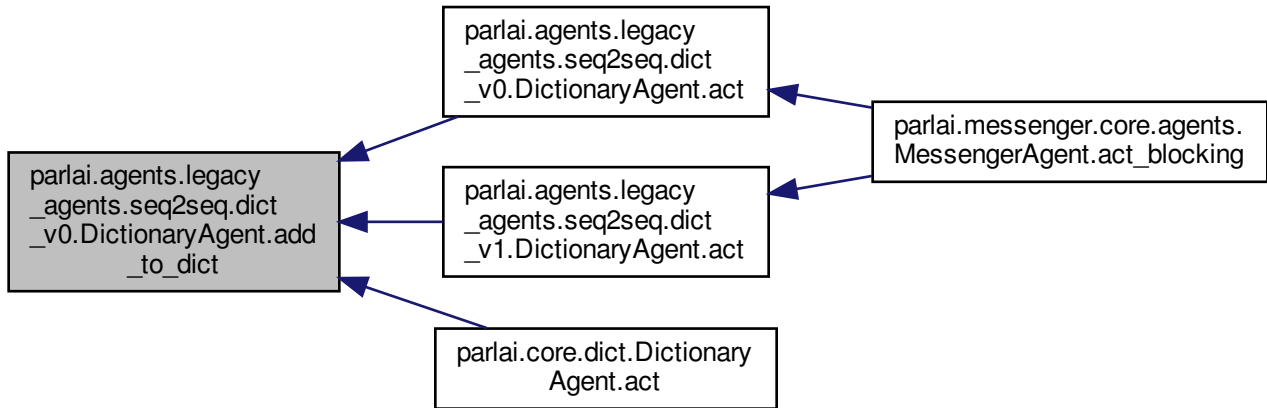 parlai.agents.legacy
_agents.seq2seq.dict
_v0.DictionaryAgent.add
_to_dict
parlai.agents.legacy
_agents.seq2seq.dict
_v0.DictionaryAgent.act
parlai.agents.legacy
_agents.seq2seq.dict
_v1.DictionaryAgent.act
parlai.core.dict.Dictionary
Agent.act
parlai.messenger.core.agents.
MessengerAgent.act_blocking